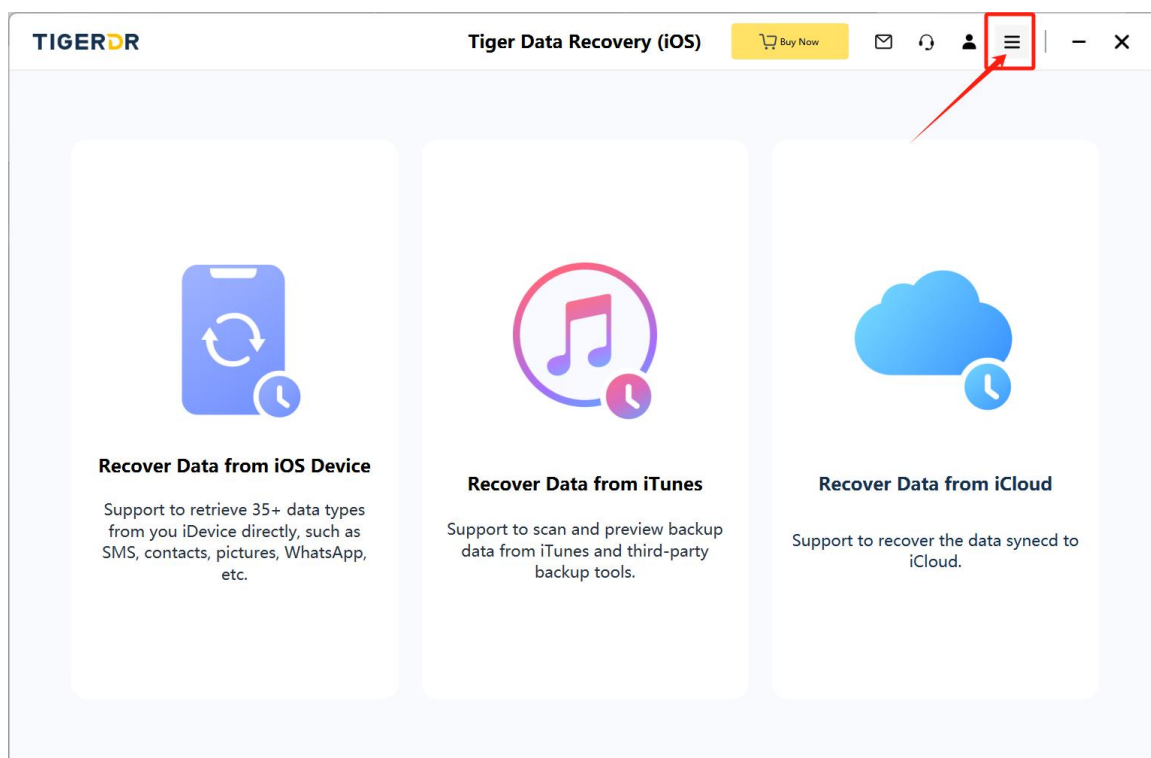 TIGERDR
Tiger Data Recovery (iOS)
Buy Now
Recover Data from iOS Device
Support to retrieve 35+ data types
from you iDevice directly, such as
SMS, contacts, pictures, WhatsApp,
etc.
Recover Data from iTunes
Support to scan and preview backup
data from iTunes and third-party
backup tools.
Recover Data from iCloud
Support to recover the data synecd to
iCloud.